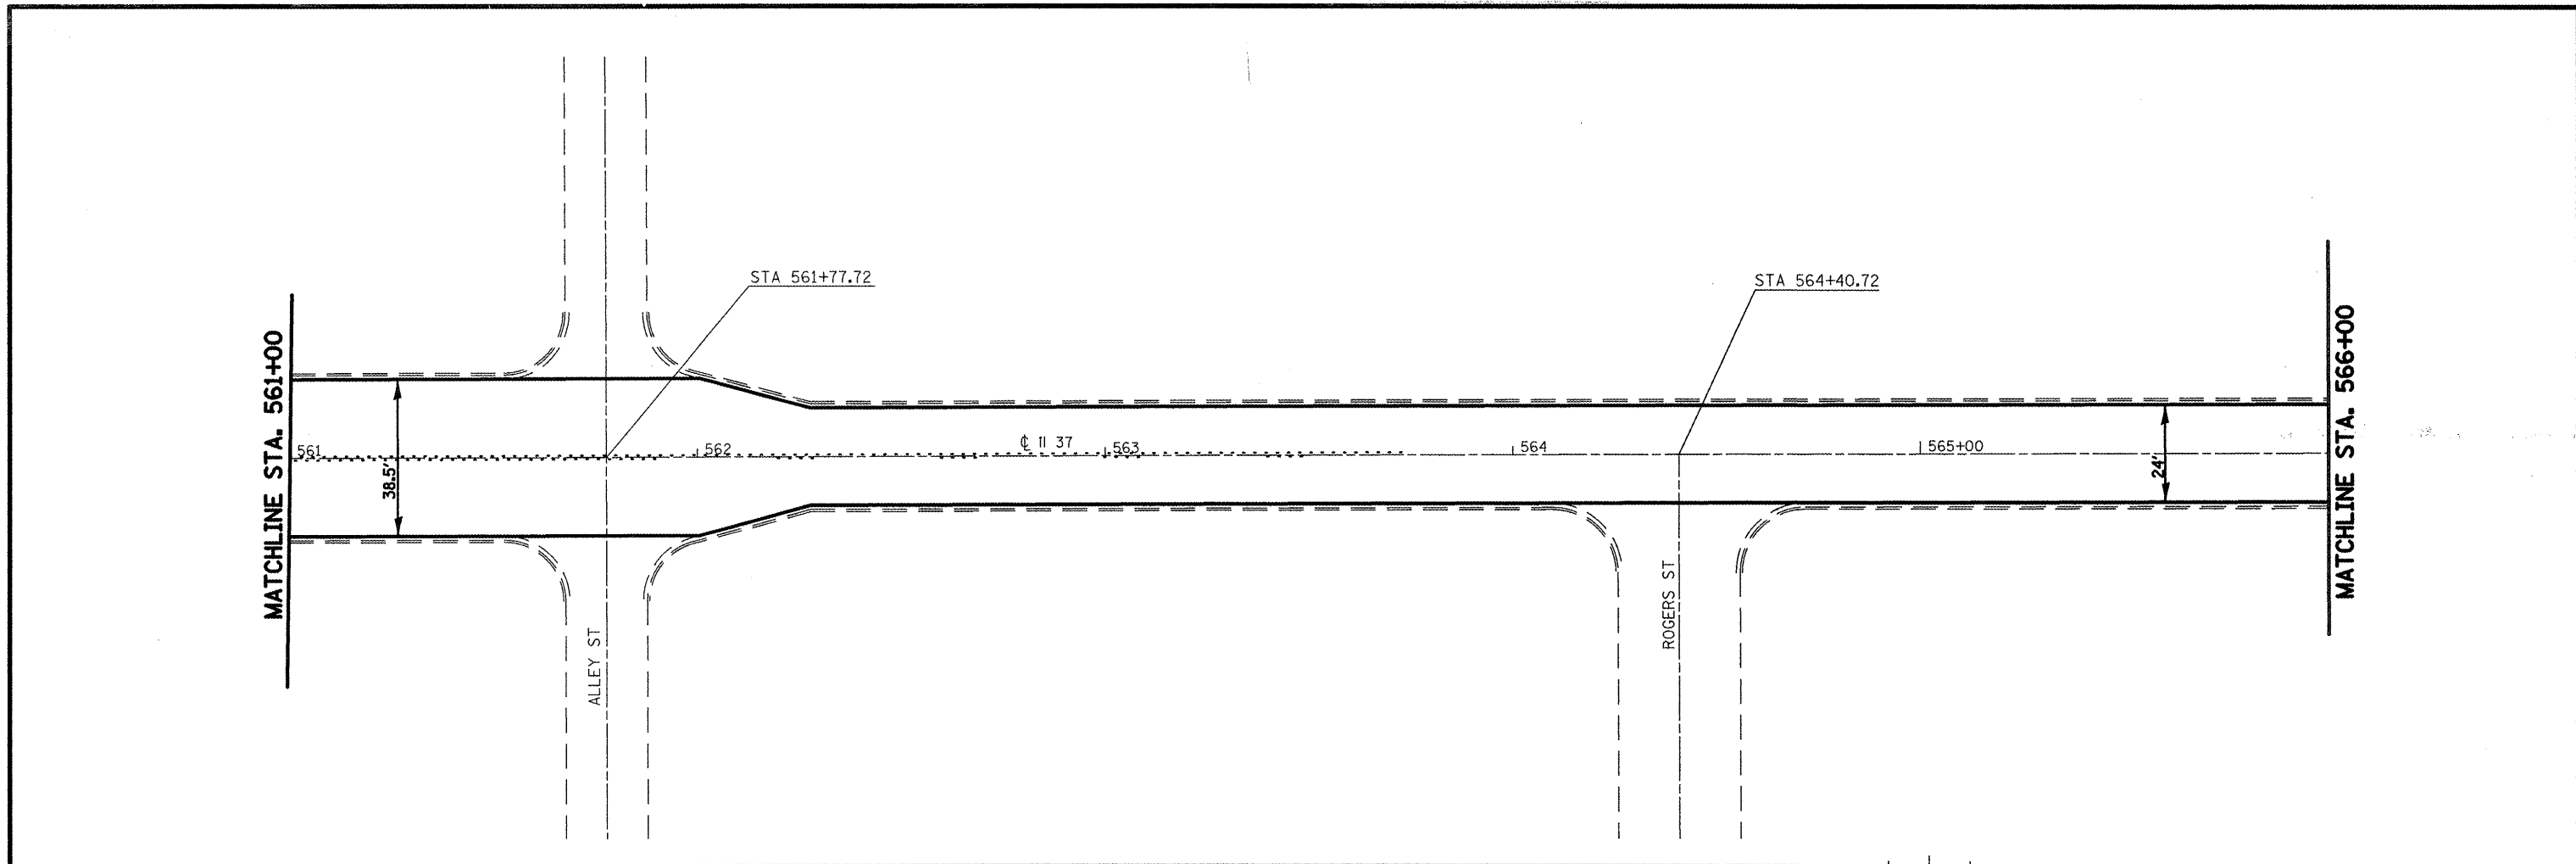 STA 561+77.72
STA 564+40.72
MATCHLINE STA. 561+00
MATCHLINE STA. 566+00
561
562
℄ Il 37
563
564
565+00
38.5'
24'
ALLEY ST
ROGERS ST